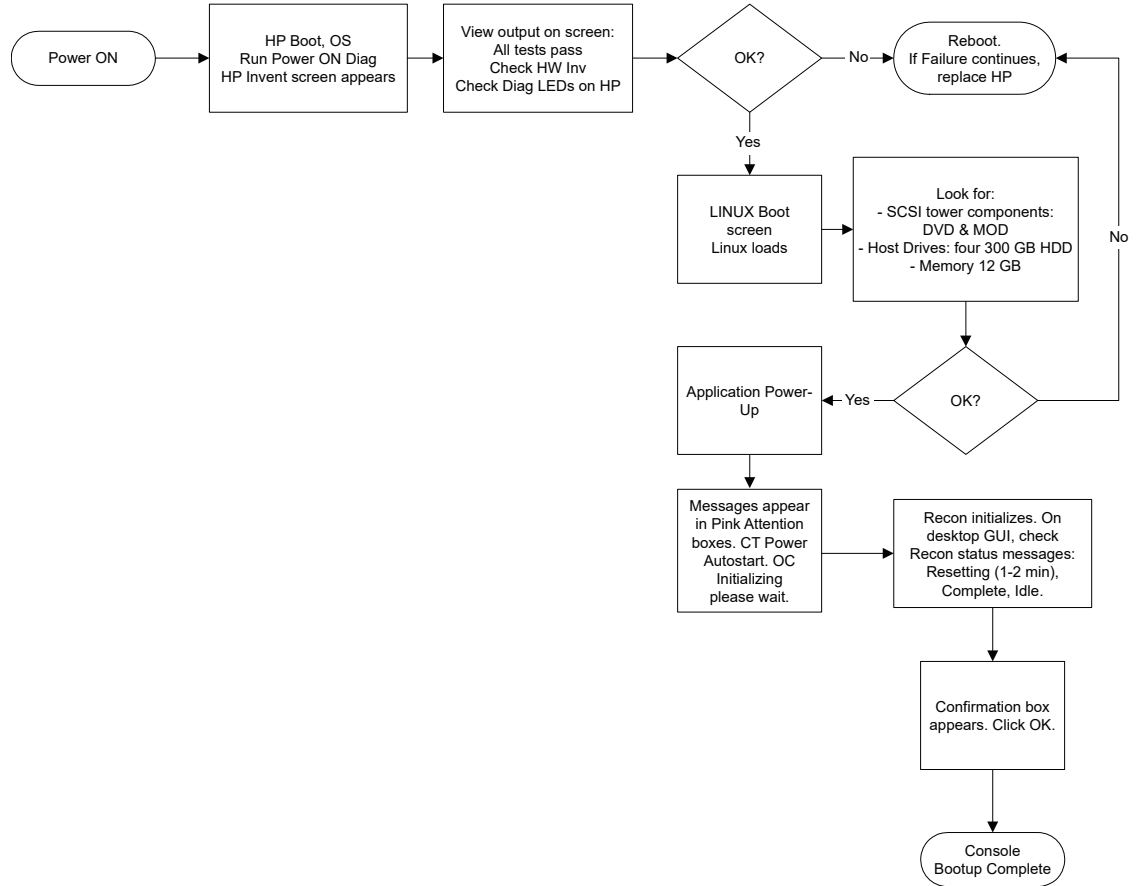 Power ON
HP Boot, OS
Run Power ON Diag
HP Invent screen appears
View output on screen:
All tests pass
Check HW Inv
Check Diag LEDs on HP
OK?
No
Reboot.
If Failure continues,
replace HP
Yes
LINUX Boot
screen
Linux loads
Look for:
- SCSI tower components:
DVD & MOD
- Host Drives: four 300 GB HDD
- Memory 12 GB
No
OK?
Yes
Application Power-
Up
Messages appear
in Pink Attention
boxes. CT Power
Autostart. OC
Initializing
please wait.
Recon initializes. On
desktop GUI, check
Recon status messages:
Resetting (1-2 min),
Complete, Idle.
Confirmation box
appears. Click OK.
Console
Bootup Complete